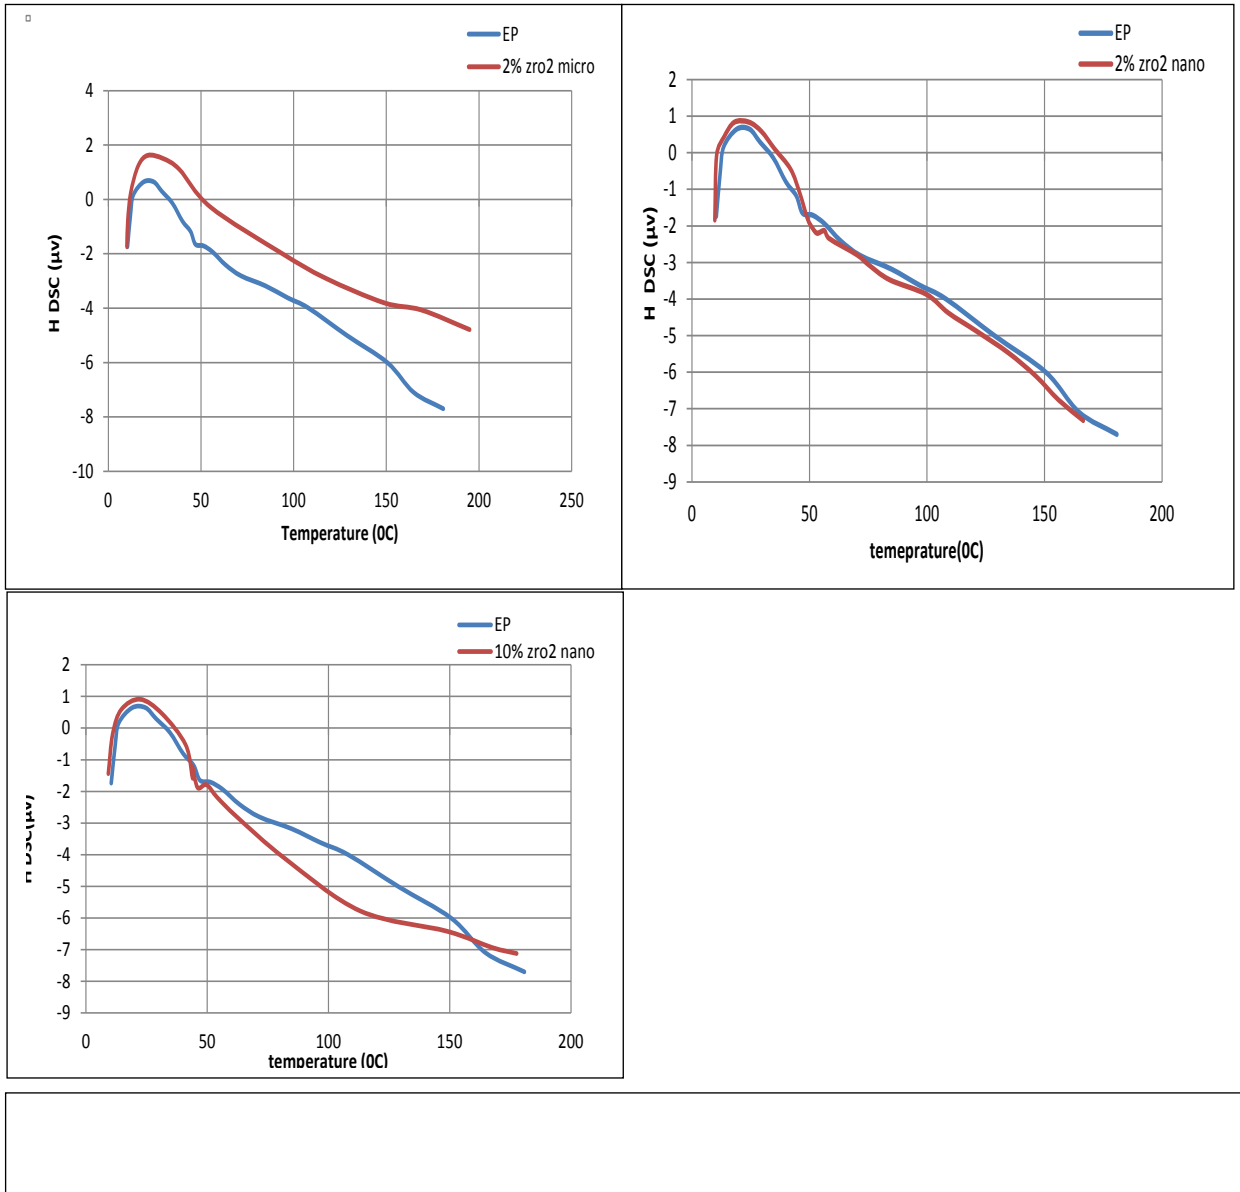 EP
2% zro2 micro
4
2
0
-2
-4
-6
-8
-10
H DSC (µv)
0 50 100 150 200 250
Temperature (0C)
EP
2% zro2 nano
2
1
0
-1
-2
-3
-4
-5
-6
-7
-8
-9
H DSC (µv)
0 50 100 150 200
temeprature(0C)
EP
10% zro2 nano
2
1
0
-1
-2
-3
-4
-5
-6
-7
-8
-9
H DSC(µv)
0 50 100 150 200
temperature (0C)